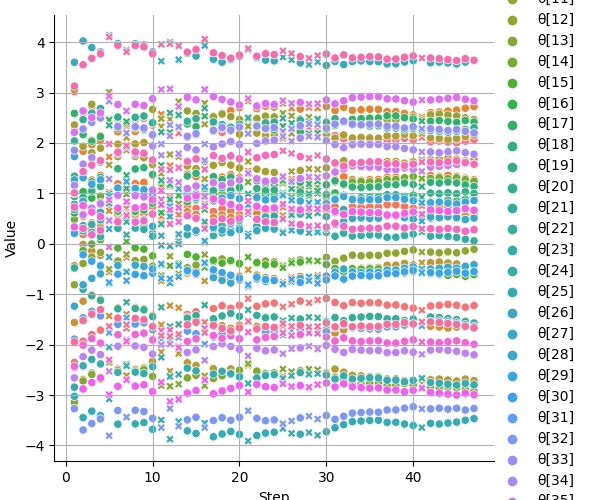 θ[11]
θ[12]
θ[13]
θ[14]
θ[15]
θ[16]
θ[17]
θ[18]
θ[19]
θ[20]
θ[21]
θ[22]
θ[23]
θ[24]
θ[25]
θ[26]
θ[27]
θ[28]
θ[29]
θ[30]
θ[31]
θ[32]
θ[33]
θ[34]
θ[35]
4
3
2
1
0
−1
−2
−3
−4
Value
0 10 20 30 40
Step